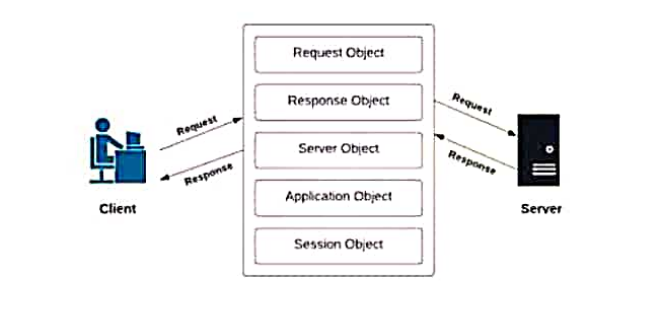 Request Object
Response Object
Server Object
Application Object
Session Object
Request
Response
Request
Response
Client
Server